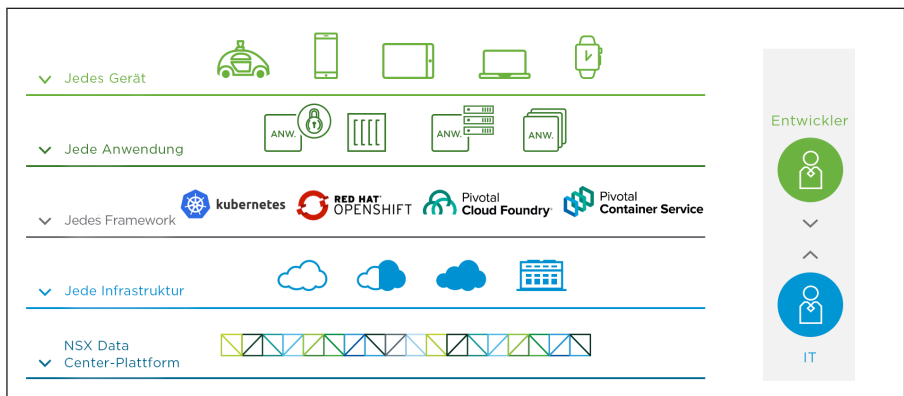 Jedes Gerät
ANW.
ANW.
ANW.
Jede Anwendung
kubernetes
RED HAT®
OPENSHIFT
Pivotal
Cloud Foundry
Pivotal
Container Service
Jedes Framework
Jede Infrastruktur
NSX Data
Center-Plattform
Entwickler
IT